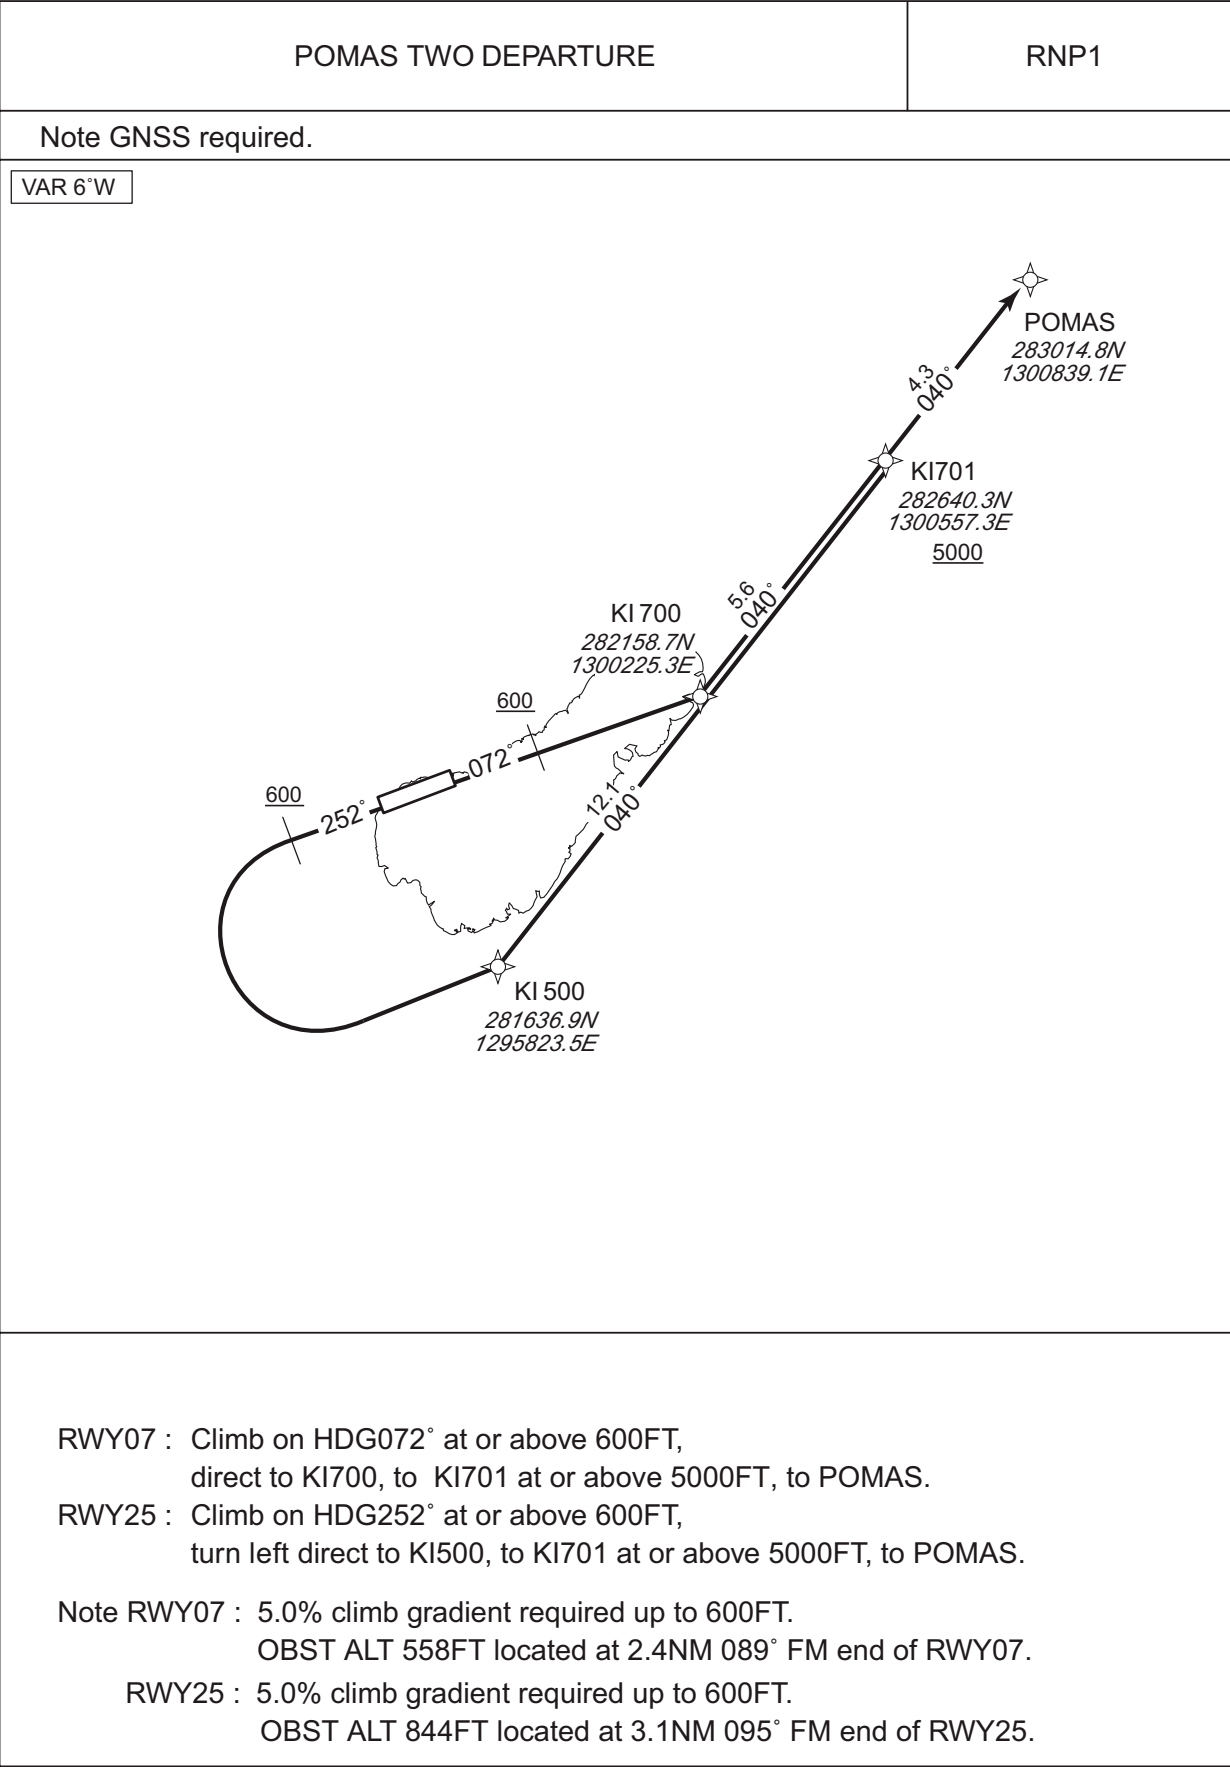 POMAS TWO DEPARTURE
RNP1
Note GNSS required.
VAR 6°W
POMAS
283014.8N
1300839.1E
4.3
040°
KI701
282640.3N
1300557.3E
5000
5.6
040°
KI700
282158.7N
1300225.3E
600
072°
600
252°
12.1
040°
KI500
281636.9N
1295823.5E
RWY07 : Climb on HDG072° at or above 600FT,
direct to KI700, to KI701 at or above 5000FT, to POMAS.
RWY25 : Climb on HDG252° at or above 600FT,
turn left direct to KI500, to KI701 at or above 5000FT, to POMAS.
Note RWY07 : 5.0% climb gradient required up to 600FT.
OBST ALT 558FT located at 2.4NM 089° FM end of RWY07.
RWY25 : 5.0% climb gradient required up to 600FT.
OBST ALT 844FT located at 3.1NM 095° FM end of RWY25.